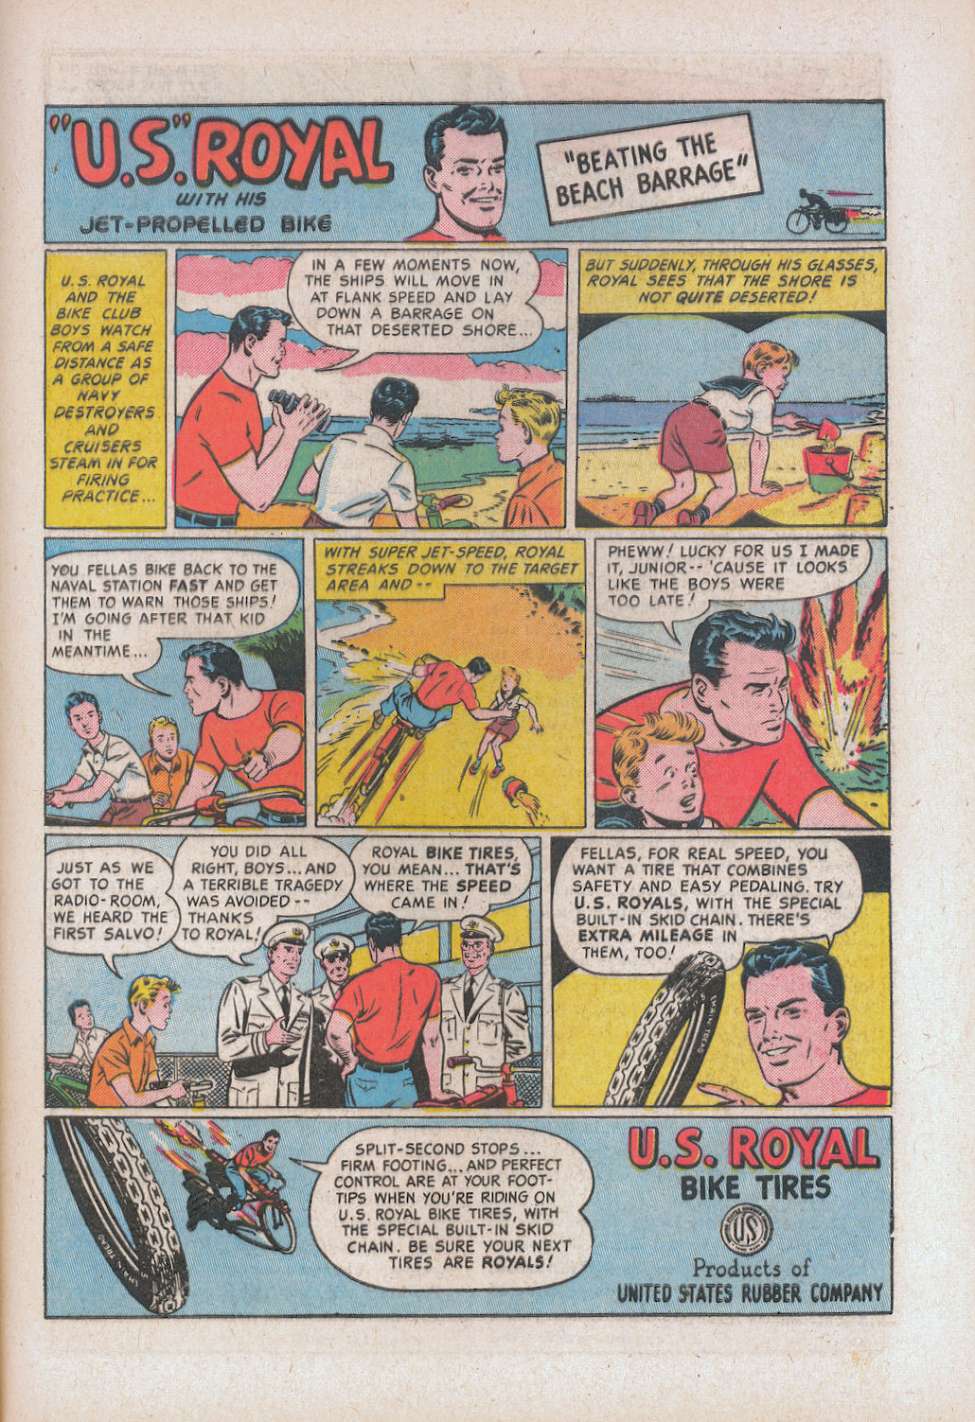 "U.S." ROYAL
WITH HIS
JET-PROPELLED BIKE
"BEATING THE
BEACH BARRAGE"
U.S. ROYAL
AND THE
BIKE CLUB
BOYS WATCH
FROM A SAFE
DISTANCE AS
A GROUP OF
NAVY
DESTROYERS
AND
CRUISERS
STEAM IN FOR
FIRING
PRACTICE...
IN A FEW MOMENTS NOW,
THE SHIPS WILL MOVE IN
AT FLANK SPEED AND LAY
DOWN A BARRAGE ON
THAT DESERTED SHORE...
BUT SUDDENLY, THROUGH HIS GLASSES,
ROYAL SEES THAT THE SHORE IS
NOT QUITE DESERTED!
YOU FELLAS BIKE BACK TO THE
NAVAL STATION FAST AND GET
THEM TO WARN THOSE SHIPS!
I'M GOING AFTER THAT KID
IN THE
MEANTIME...
WITH SUPER JET-SPEED, ROYAL
STREAKS DOWN TO THE TARGET
AREA AND--
PHEWW! LUCKY FOR US I MADE
IT, JUNIOR-- 'CAUSE IT LOOKS
LIKE THE BOYS WERE
TOO LATE!
JUST AS WE
GOT TO THE
RADIO-ROOM,
WE HEARD THE
FIRST SALVO!
YOU DID ALL
RIGHT, BOYS...AND
A TERRIBLE TRAGEDY
WAS AVOIDED--
THANKS
TO ROYAL!
ROYAL BIKE TIRES,
YOU MEAN... THAT'S
WHERE THE SPEED
CAME IN!
FELLAS, FOR REAL SPEED, YOU
WANT A TIRE THAT COMBINES
SAFETY AND EASY PEDALING. TRY
U.S. ROYALS, WITH THE SPECIAL
BUILT-IN SKID CHAIN. THERE'S
EXTRA MILEAGE IN
THEM, TOO!
CHAIN TREAD
CHAIN TREAD
SPLIT-SECOND STOPS...
FIRM FOOTING...AND PERFECT
CONTROL ARE AT YOUR FOOT-
TIPS WHEN YOU'RE RIDING ON
U.S. ROYAL BIKE TIRES, WITH
THE SPECIAL BUILT-IN SKID
CHAIN. BE SURE YOUR NEXT
TIRES ARE ROYALS!
U.S. ROYAL
BIKE TIRES
US
Products of
UNITED STATES RUBBER COMPANY